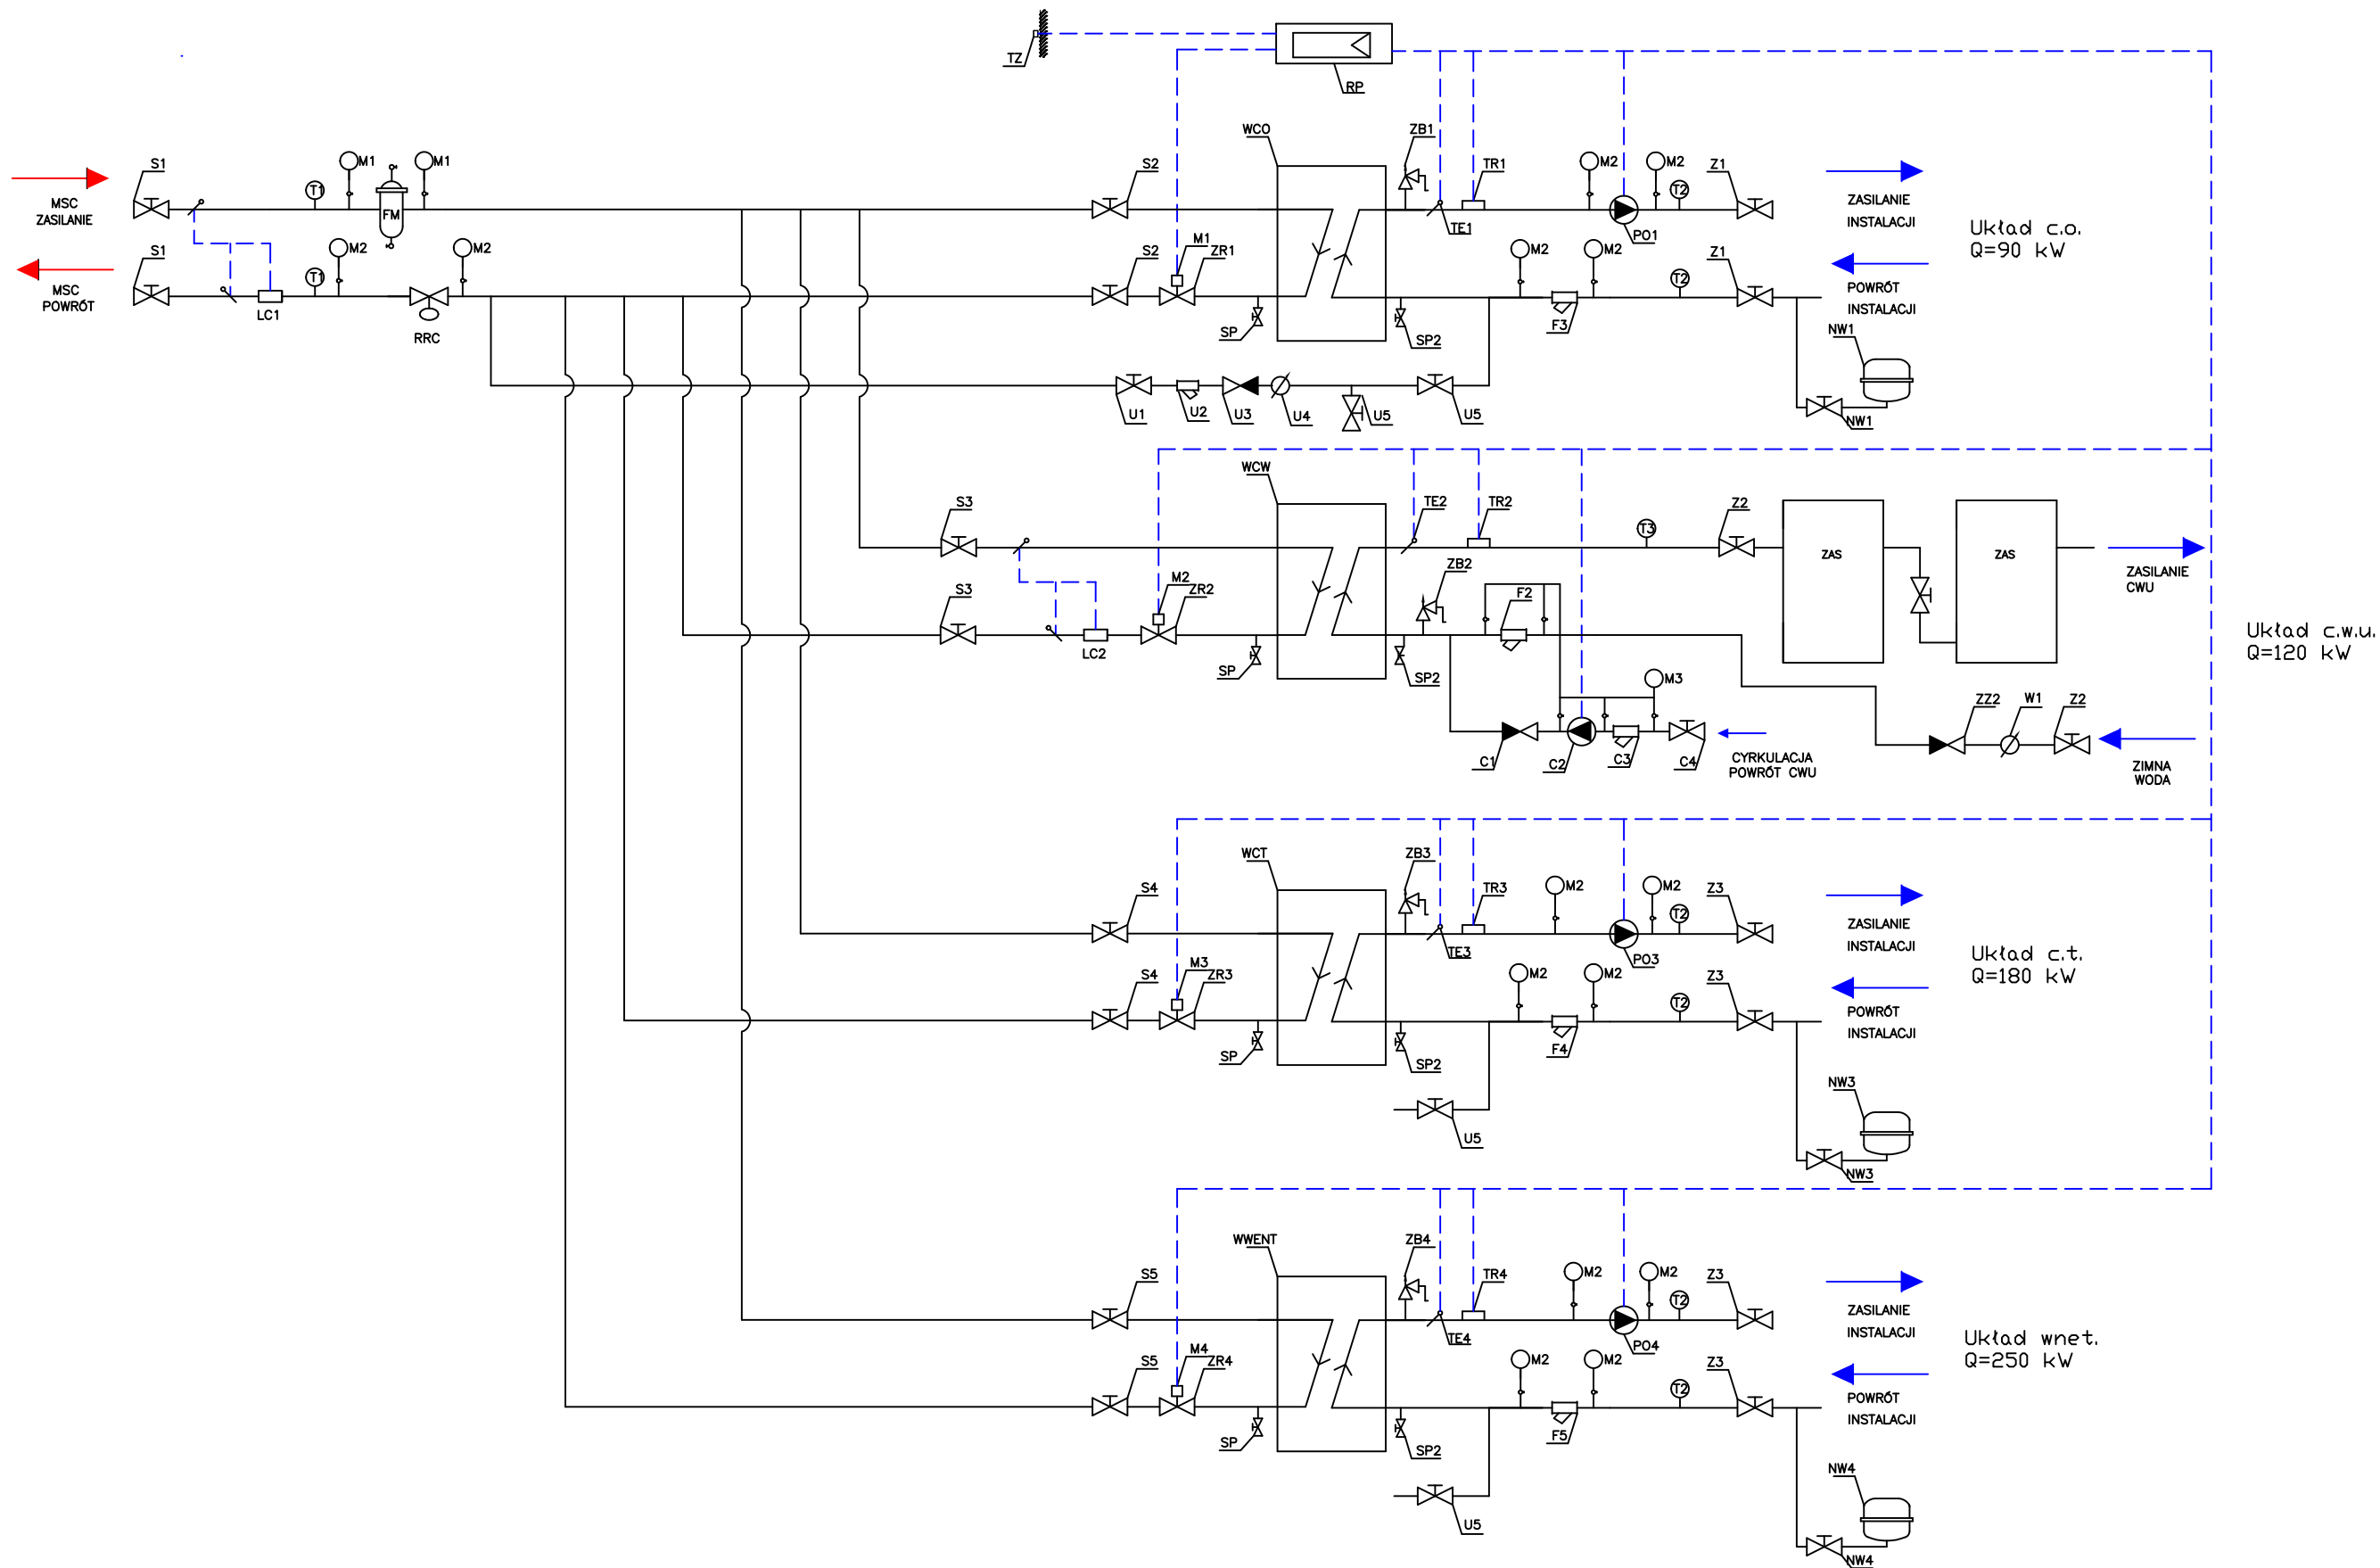 TZ
RP
WCO
ZB1
S1
M1
M1
S2
TR1
M2
M2
Z1
T1
T2
FM
MSC
ZASILANIE
ZASILANIE
INSTALACJI
TE1
PO1
Układ c.o.
Q=90 kW
S1
M2
M2
S2
M1
ZR1
M2
M2
Z1
T1
T2
MSC
POWRÓT
POWRÓT
INSTALACJI
LC1
RRC
SP
SP2
F3
NW1
U1
U2
U3
U4
U5
U5
NW1
WCW
S3
TE2
TR2
Z2
T3
ZAS
ZAS
ZASILANIE
CWU
ZB2
S3
M2
ZR2
F2
Układ c.w.u.
Q=120 kW
LC2
SP
SP2
M3
ZZ2
W1
Z2
C1
C2
C3
C4
CYRKULACJA
POWRÓT CWU
ZIMNA
WODA
WCT
ZB3
S4
TR3
M2
M2
Z3
T2
ZASILANIE
INSTALACJI
TE3
PO3
Układ c.t.
Q=180 kW
S4
M3
ZR3
M2
M2
Z3
T2
POWRÓT
INSTALACJI
SP
SP2
F4
NW3
U5
NW3
WWENT
ZB4
S5
TR4
M2
M2
Z3
T2
ZASILANIE
INSTALACJI
TE4
PO4
Układ wnet.
Q=250 kW
S5
M4
ZR4
M2
M2
Z3
T2
POWRÓT
INSTALACJI
SP
SP2
F5
NW4
U5
NW4